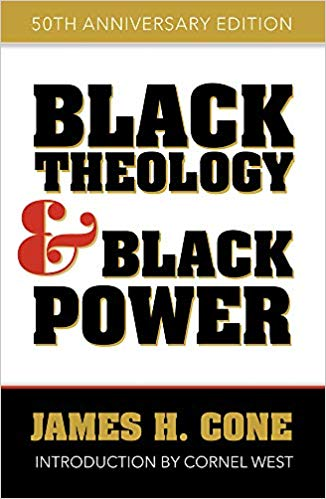 50TH ANNIVERSARY EDITION
BLACK
THEOLOGY
& BLACK
POWER
JAMES H. CONE
INTRODUCTION BY CORNEL WEST